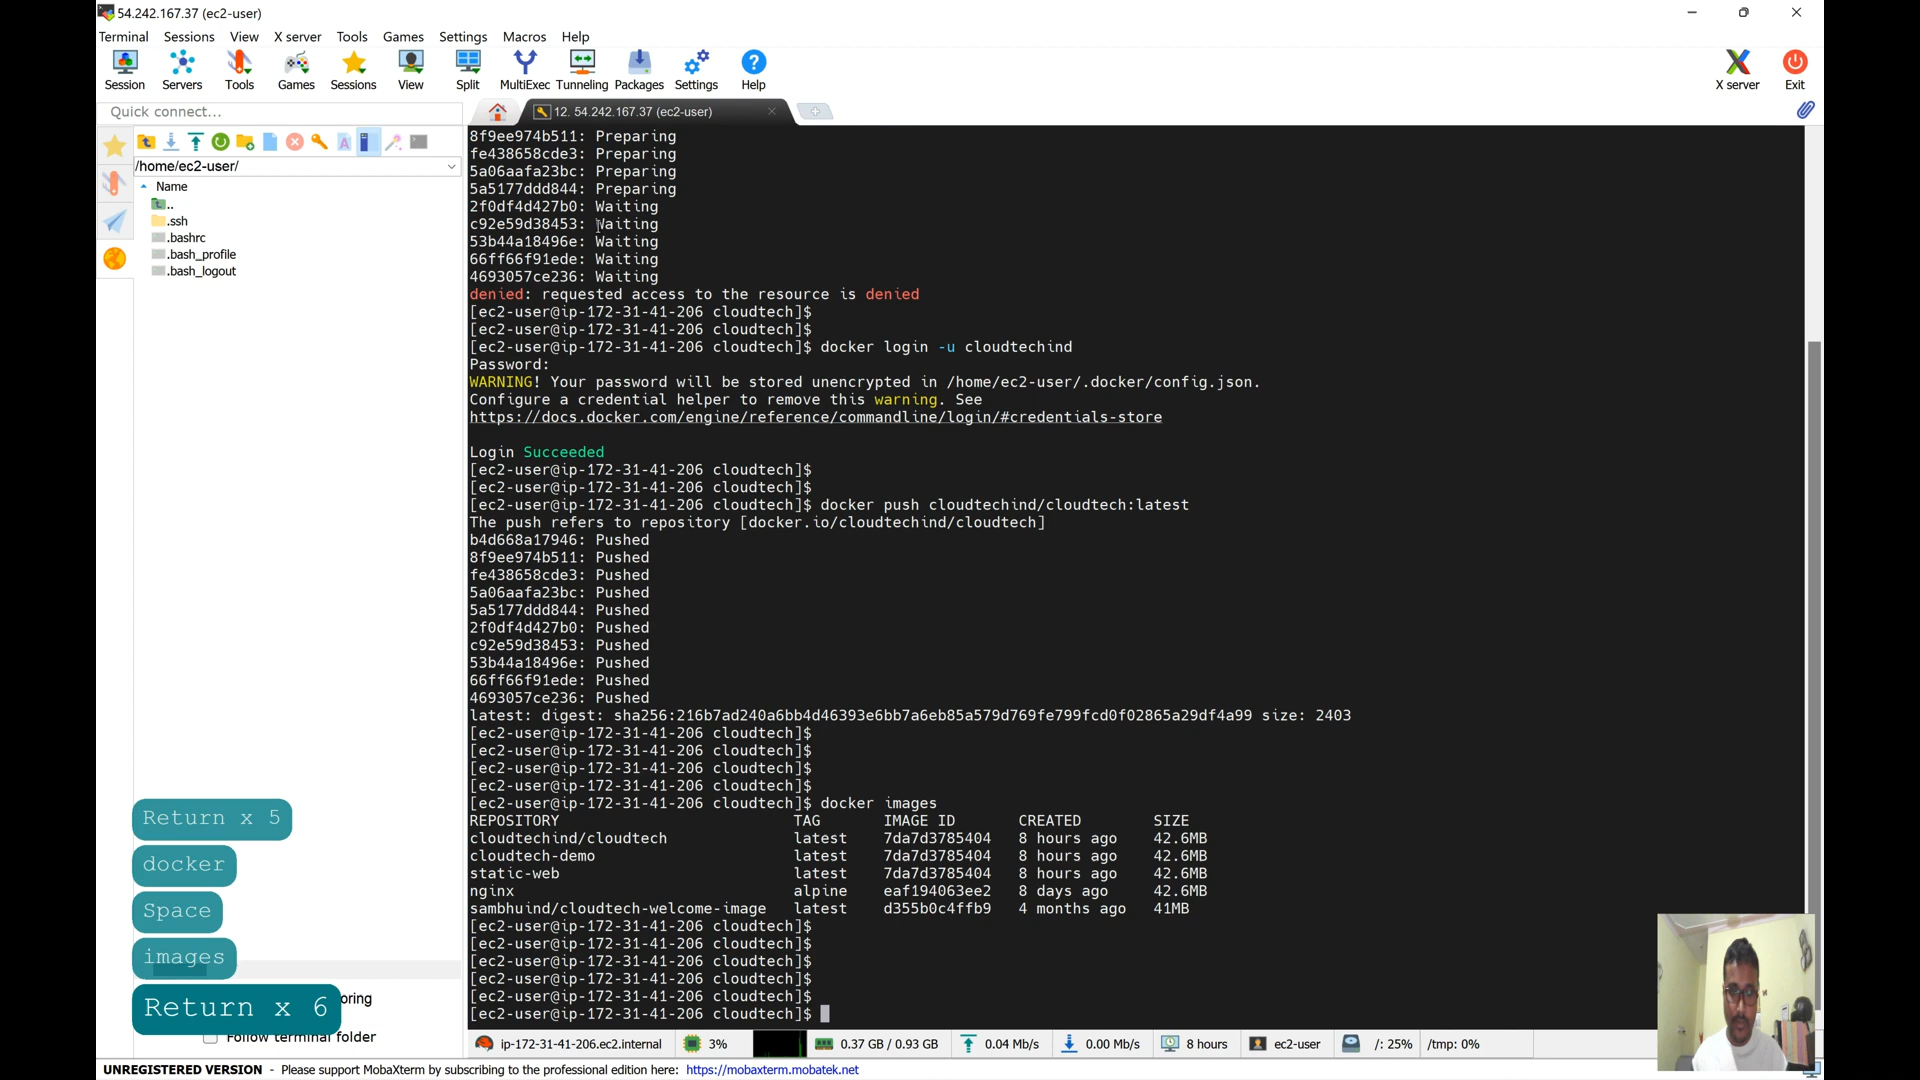 54.242.167.37 (ec2-user)
Terminal Sessions View X server Tools Games Settings Macros Help
Session Servers Tools Games Sessions View Split MultiExec Tunneling Packages Settings Help X server Exit
Quick connect...
12. 54.242.167.37 (ec2-user)
/home/ec2-user/
Name
..
.ssh
.bashrc
.bash_profile
.bash_logout
8f9ee974b511: Preparing
fe438658cde3: Preparing
5a06aafa23bc: Preparing
5a5177ddd844: Preparing
2f0df4d427b0: Waiting
c92e59d38453: Waiting
53b44a18496e: Waiting
66ff66f91ede: Waiting
4693057ce236: Waiting
denied: requested access to the resource is denied
[ec2-user@ip-172-31-41-206 cloudtech]$
[ec2-user@ip-172-31-41-206 cloudtech]$
[ec2-user@ip-172-31-41-206 cloudtech]$ docker login -u cloudtechind
Password:
WARNING! Your password will be stored unencrypted in /home/ec2-user/.docker/config.json.
Configure a credential helper to remove this warning. See
https://docs.docker.com/engine/reference/commandline/login/#credentials-store
Login Succeeded
[ec2-user@ip-172-31-41-206 cloudtech]$
[ec2-user@ip-172-31-41-206 cloudtech]$
[ec2-user@ip-172-31-41-206 cloudtech]$ docker push cloudtechind/cloudtech:latest
The push refers to repository [docker.io/cloudtechind/cloudtech]
b4d668a17946: Pushed
8f9ee974b511: Pushed
fe438658cde3: Pushed
5a06aafa23bc: Pushed
5a5177ddd844: Pushed
2f0df4d427b0: Pushed
c92e59d38453: Pushed
53b44a18496e: Pushed
66ff66f91ede: Pushed
4693057ce236: Pushed
latest: digest: sha256:216b7ad240a6bb4d46393e6bb7a6eb85a579d769fe799fcd0f02865a29df4a99 size: 2403
[ec2-user@ip-172-31-41-206 cloudtech]$
[ec2-user@ip-172-31-41-206 cloudtech]$
[ec2-user@ip-172-31-41-206 cloudtech]$
[ec2-user@ip-172-31-41-206 cloudtech]$
[ec2-user@ip-172-31-41-206 cloudtech]$ docker images
REPOSITORY TAG IMAGE ID CREATED SIZE
cloudtechind/cloudtech latest 7da7d3785404 8 hours ago 42.6MB
cloudtech-demo latest 7da7d3785404 8 hours ago 42.6MB
static-web latest 7da7d3785404 8 hours ago 42.6MB
nginx alpine eaf194063ee2 8 days ago 42.6MB
sambhuind/cloudtech-welcome-image latest d355b0c4ffb9 4 months ago 41MB
[ec2-user@ip-172-31-41-206 cloudtech]$
[ec2-user@ip-172-31-41-206 cloudtech]$
[ec2-user@ip-172-31-41-206 cloudtech]$
[ec2-user@ip-172-31-41-206 cloudtech]$
[ec2-user@ip-172-31-41-206 cloudtech]$
[ec2-user@ip-172-31-41-206 cloudtech]$
Return x 5
docker
Space
images
Return x 6
oring
Follow terminal folder
ip-172-31-41-206.ec2.internal 3% 0.37 GB / 0.93 GB 0.04 Mb/s 0.00 Mb/s 8 hours ec2-user /: 25% /tmp: 0%
UNREGISTERED VERSION - Please support MobaXterm by subscribing to the professional edition here: https://mobaxterm.mobatek.net